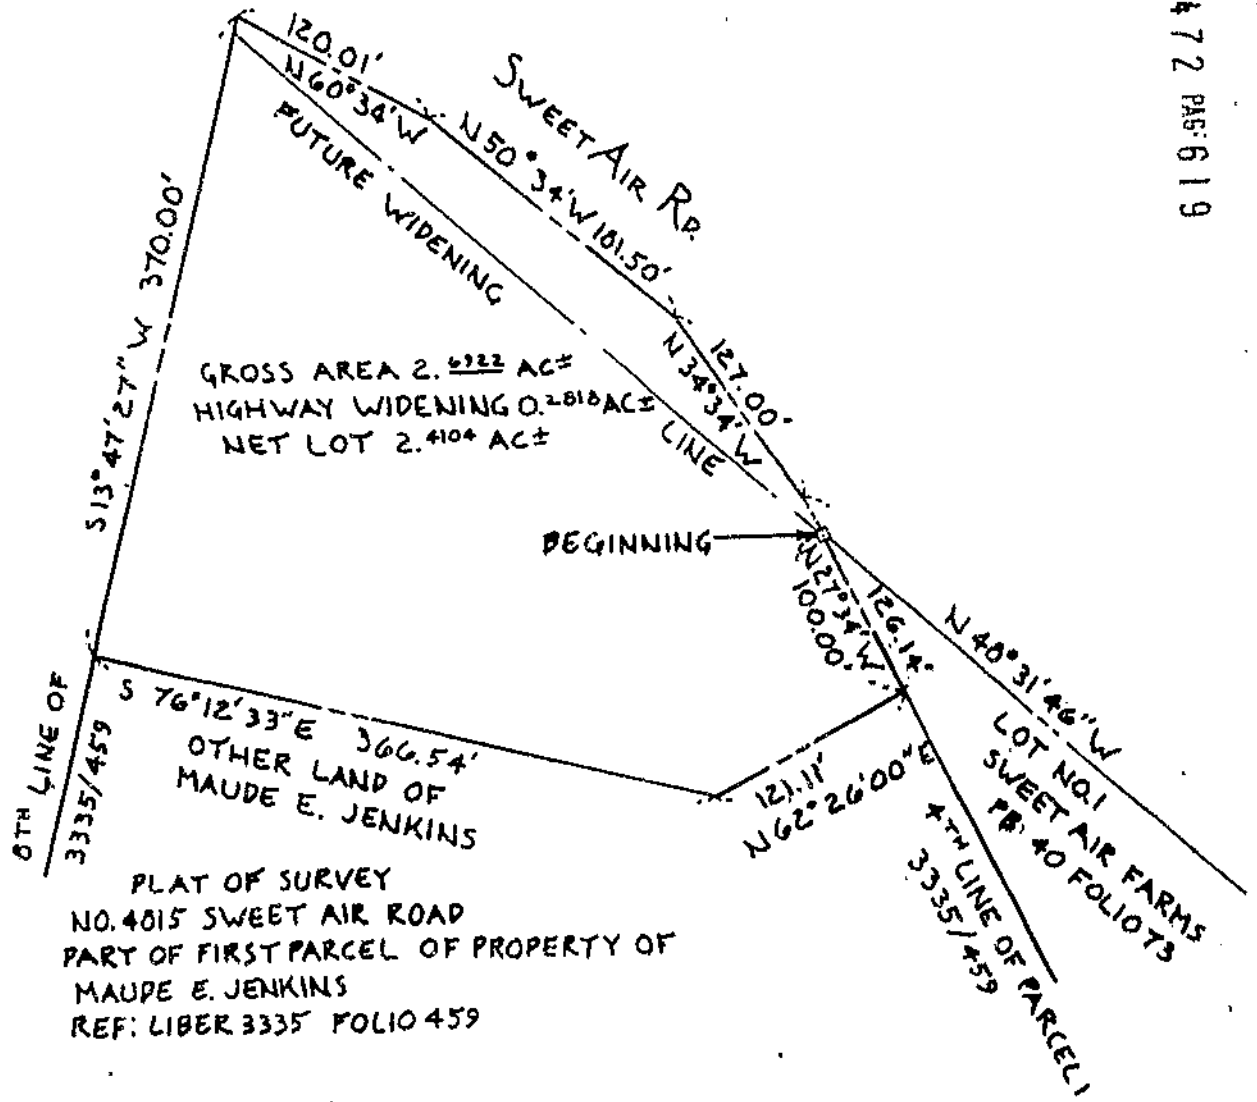 472 PAGE 619
120.01'
N60°34'W
SWEET AIR RD.
N50°34'W 181.50'
FUTURE WIDENING
LINE
127.00'
N34°34'W
S13°47'27"W 370.00'
GROSS AREA 2.6922 AC±
HIGHWAY WIDENING 0.2818 AC±
NET LOT 2.4104 AC±
BEGINNING
N27°34'W
100.00'
126.14'
N 48°31'46"W
LOT NO.1
SWEET AIR FARMS
PB: 40 FOLIO 73
S 76°12'33"E 366.54'
OTHER LAND OF
MAUDE E. JENKINS
121.11'
N62°26'00"E
4TH LINE OF PARCEL 1
3335/459
8TH LINE OF
3335/459
PLAT OF SURVEY
NO. 4815 SWEET AIR ROAD
PART OF FIRST PARCEL OF PROPERTY OF
MAUDE E. JENKINS
REF: LIBER 3335 FOLIO 459